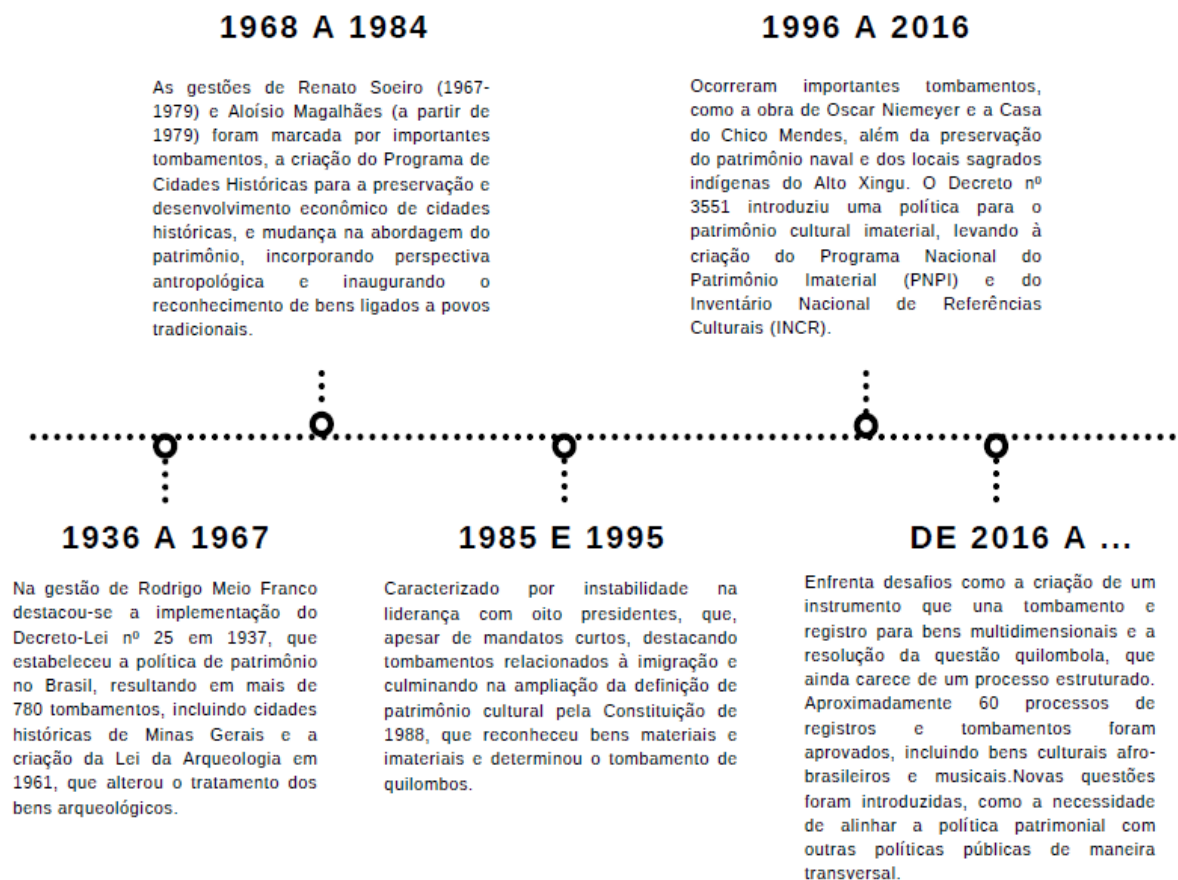 1968 A 1984
As gestões de Renato Soeiro (1967-
1979) e Aloísio Magalhães (a partir de
1979) foram marcada por importantes
tombamentos, a criação do Programa de
Cidades Históricas para a preservação e
desenvolvimento econômico de cidades
históricas, e mudança na abordagem do
patrimônio, incorporando perspectiva
antropológica e inaugurando o
reconhecimento de bens ligados a povos
tradicionais.
1996 A 2016
Ocorreram importantes tombamentos,
como a obra de Oscar Niemeyer e a Casa
do Chico Mendes, além da preservação
do patrimônio naval e dos locais sagrados
indígenas do Alto Xingu. O Decreto nº
3551 introduziu uma política para o
patrimônio cultural imaterial, levando à
criação do Programa Nacional do
Patrimônio Imaterial (PNPI) e do
Inventário Nacional de Referências
Culturais (INCR).
1936 A 1967
Na gestão de Rodrigo Meio Franco
destacou-se a implementação do
Decreto-Lei nº 25 em 1937, que
estabeleceu a política de patrimônio
no Brasil, resultando em mais de
780 tombamentos, incluindo cidades
históricas de Minas Gerais e a
criação da Lei da Arqueologia em
1961, que alterou o tratamento dos
bens arqueológicos.
1985 E 1995
Caracterizado por instabilidade na
liderança com oito presidentes, que,
apesar de mandatos curtos, destacando
tombamentos relacionados à imigração e
culminando na ampliação da definição de
patrimônio cultural pela Constituição de
1988, que reconheceu bens materiais e
imateriais e determinou o tombamento de
quilombos.
DE 2016 A ...
Enfrenta desafios como a criação de um
instrumento que una tombamento e
registro para bens multidimensionais e a
resolução da questão quilombola, que
ainda carece de um processo estruturado.
Aproximadamente 60 processos de
registros e tombamentos foram
aprovados, incluindo bens culturais afro-
brasileiros e musicais.Novas questões
foram introduzidas, como a necessidade
de alinhar a política patrimonial com
outras políticas públicas de maneira
transversal.